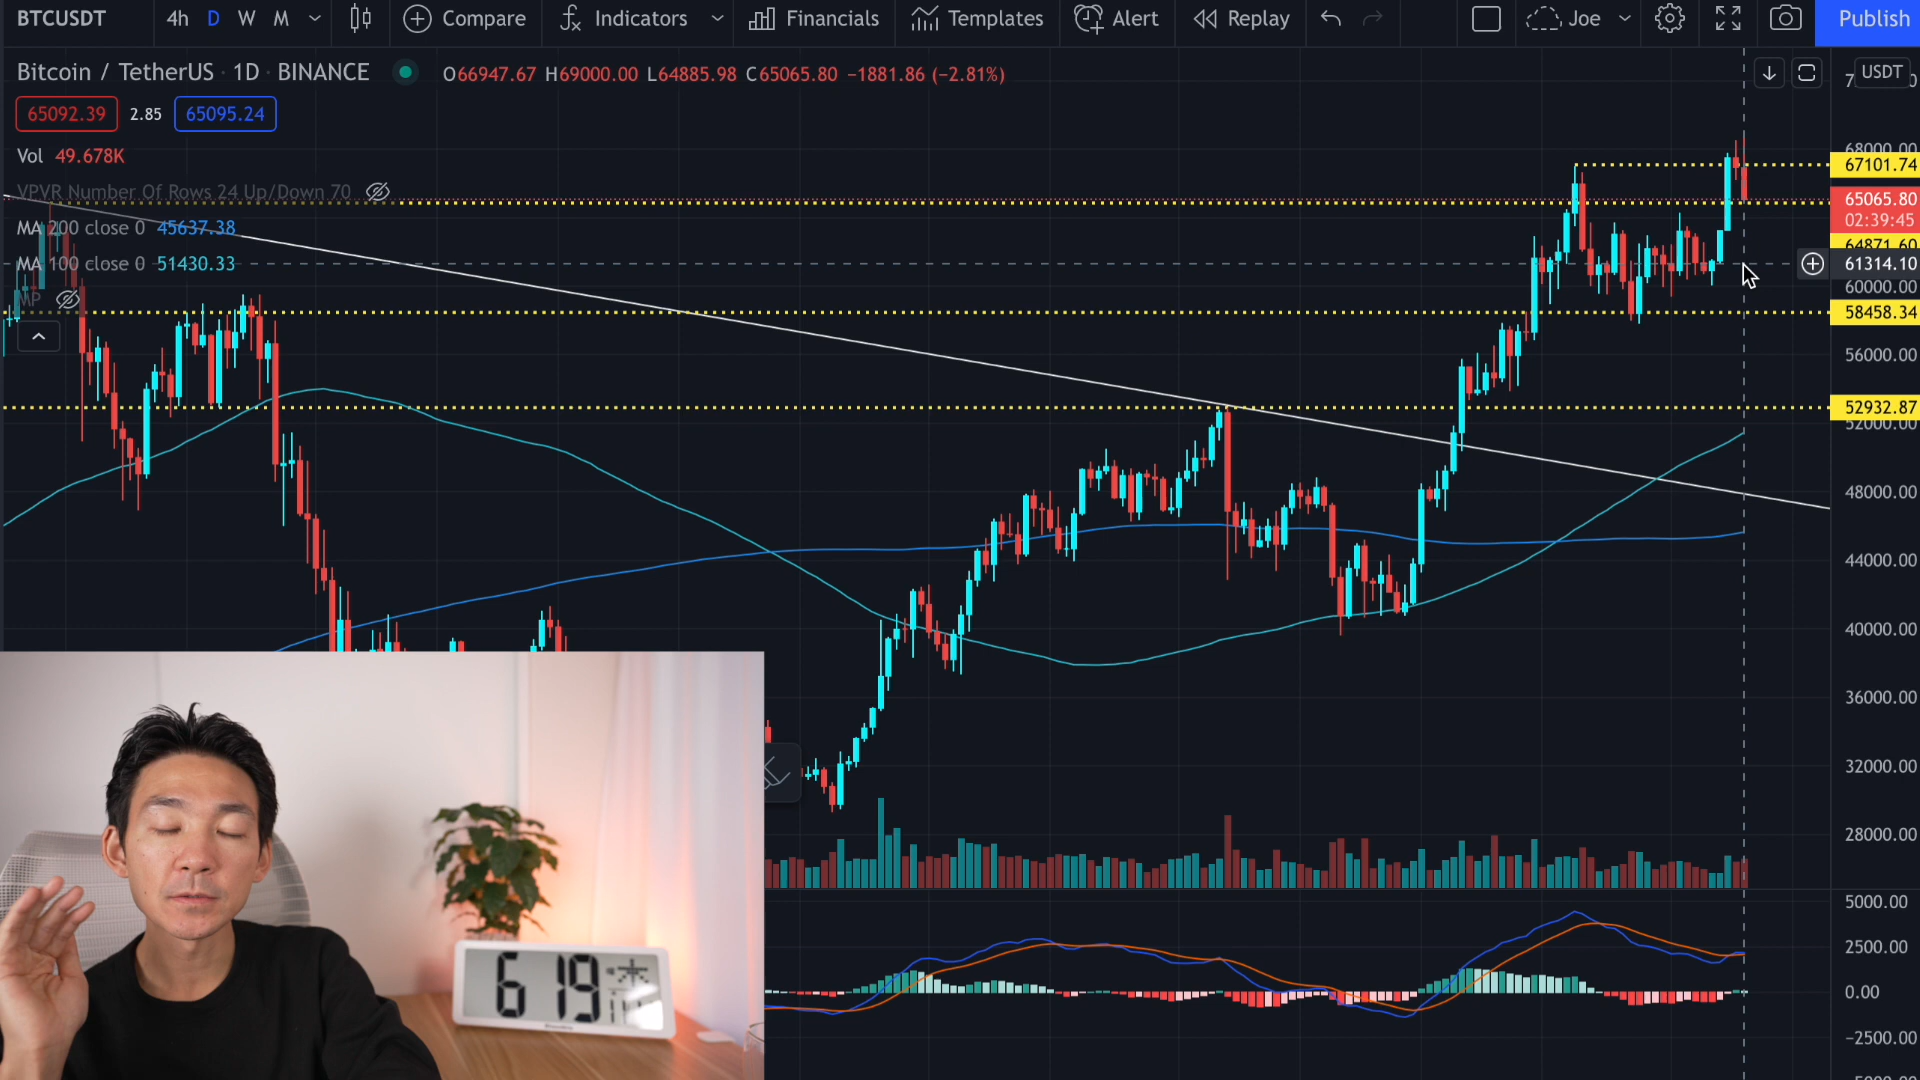 BTCUSDT 4h D W M Compare Indicators Financials Templates Alert Replay Joe Publish
Bitcoin / TetherUS · 1D · BINANCE O66947.67 H69000.00 L64885.98 C65065.80 −1881.86 (−2.81%) USDT
65092.39 2.85 65095.24
Vol 49.678K
68000.00
67101.74
VPVR Number Of Rows 24 Up/Down 70
65065.80
02:39:45
MA 200 close 0 45637.38
64871.60
MA 100 close 0 51430.33
61314.10
60000.00
58458.34
56000.00
52932.87
52000.00
48000.00
44000.00
40000.00
36000.00
32000.00
28000.00
5000.00
2500.00
0.00
−2500.00
6 19 木